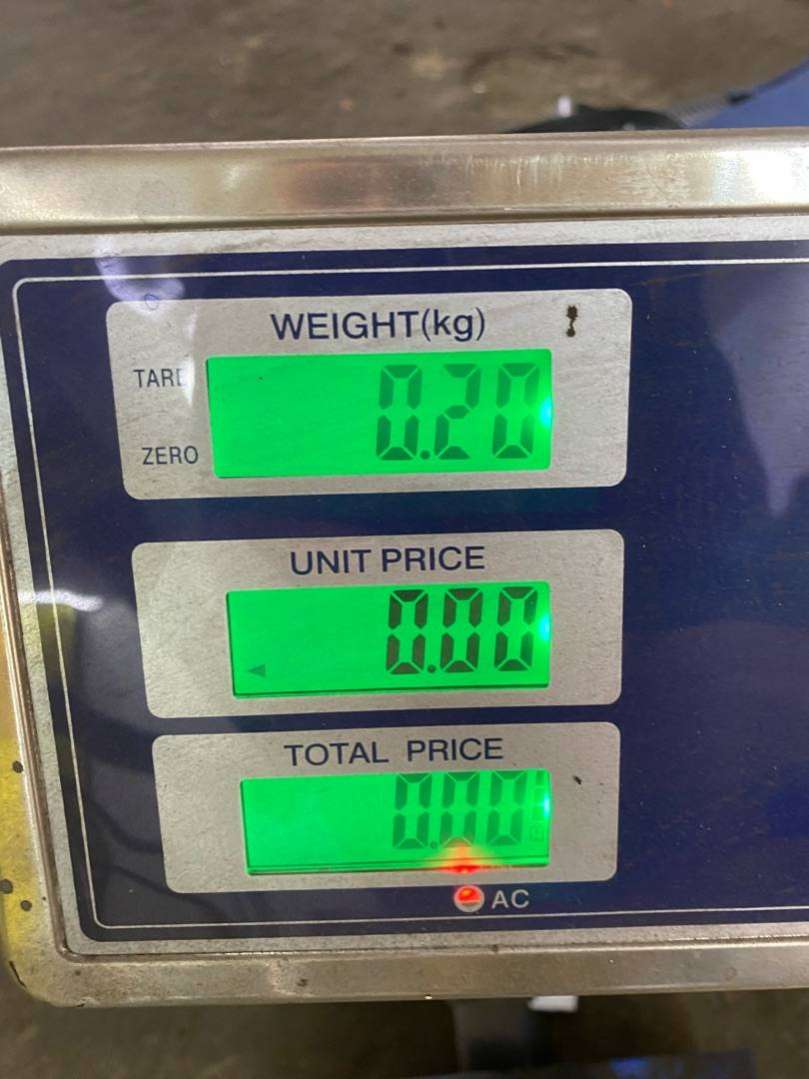 WEIGHT(kg)
TARE
0.20
ZERO
UNIT PRICE
0.00
TOTAL PRICE
0.00
AC